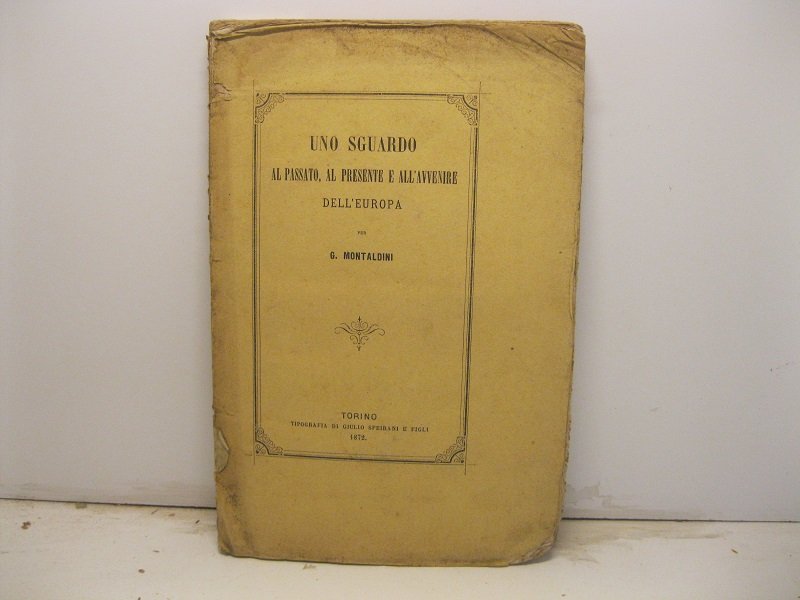 UNO SGUARDO
AL PASSATO, AL PRESENTE E ALL'AVVENIRE
DELL'EUROPA
PER
G. MONTALDINI
TORINO
TIPOGRAFIA DI GIULIO SPEIRANI E FIGLI
1872.